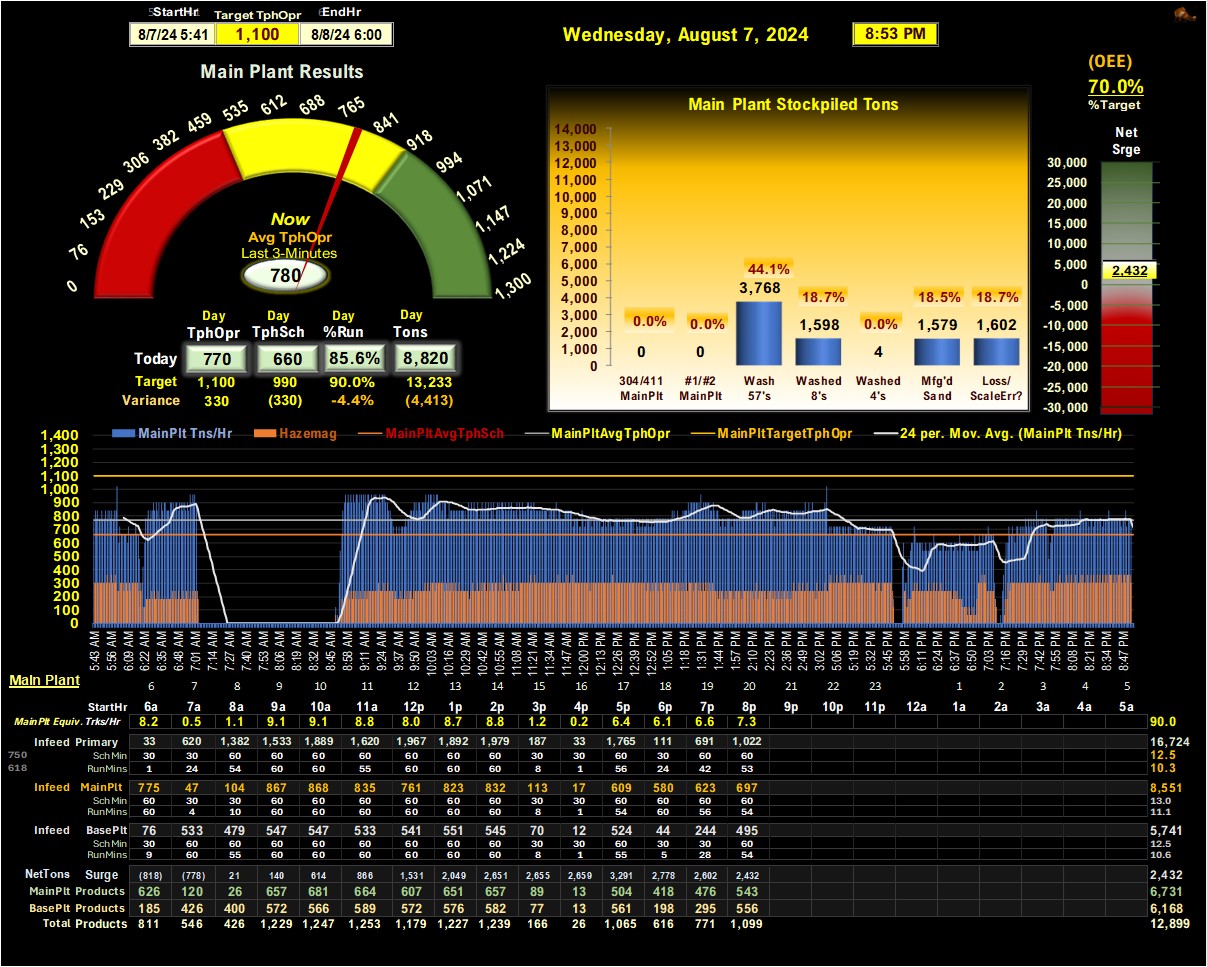 StartHr Target TphOpr EndHr
8/7/24 5:41 1,100 8/8/24 6:00
Wednesday, August 7, 2024 8:53 PM
(OEE)
70.0%
%Target
Main Plant Results
0 76 153 229 306 382 459 535 612 688 765 841 918 994 1,071 1,147 1,224 1,300
Now
Avg TphOpr
Last 3-Minutes
780
Day Day Day Day
TphOpr TphSch %Run Tons
Today 770 660 85.6% 8,820
Target 1,100 990 90.0% 13,233
Variance 330 (330) -4.4% (4,413)
Main Plant Stockpiled Tons
14,000
13,000
12,000
11,000
10,000
9,000
8,000
7,000
6,000
5,000
4,000
3,000
2,000
1,000
0
0.0% 0.0% 44.1% 18.7% 0.0% 18.5% 18.7%
0 0 3,768 1,598 4 1,579 1,602
304/411 #1/#2 Wash Washed Washed Mfg'd Loss/
MainPlt MainPlt 57's 8's 4's Sand ScaleErr?
Net
Srge
30,000
25,000
20,000
15,000
10,000
5,000
2,432
0
-5,000
-10,000
-15,000
-20,000
-25,000
-30,000
MainPlt Tns/Hr Hazemag MainPltAvgTphSch MainPltAvgTphOpr MainPltTargetTphOpr 24 per. Mov. Avg. (MainPlt Tns/Hr)
1,400
1,300
1,200
1,100
1,000
900
800
700
600
500
400
300
200
100
0
5:43 AM 5:56 AM 6:09 AM 6:22 AM 6:35 AM 6:48 AM 7:01 AM 7:14 AM 7:27 AM 7:40 AM 7:53 AM 8:06 AM 8:19 AM 8:32 AM 8:45 AM 8:58 AM 9:11 AM 9:24 AM 9:37 AM 9:50 AM 10:03 AM 10:16 AM 10:29 AM 10:42 AM 10:55 AM 11:08 AM 11:21 AM 11:34 AM 11:47 AM 12:00 PM 12:13 PM 12:26 PM 12:39 PM 12:52 PM 1:05 PM 1:18 PM 1:31 PM 1:44 PM 1:57 PM 2:10 PM 2:23 PM 2:36 PM 2:49 PM 3:02 PM 5:06 PM 5:19 PM 5:32 PM 5:45 PM 5:58 PM 6:11 PM 6:24 PM 6:37 PM 6:50 PM 7:03 PM 7:16 PM 7:29 PM 7:42 PM 7:55 PM 8:08 PM 8:21 PM 8:34 PM 8:47 PM
Main Plant
6 7 8 9 10 11 12 13 14 15 16 17 18 19 20 21 22 23 1 2 3 4 5
StartHr 6a 7a 8a 9a 10a 11a 12p 1p 2p 3p 4p 5p 6p 7p 8p 9p 10p 11p 12a 1a 2a 3a 4a 5a
MainPlt Equiv. Trks/Hr 8.2 0.5 1.1 9.1 9.1 8.8 8.0 8.7 8.8 1.2 0.2 6.4 6.1 6.6 7.3 90.0
Infeed Primary 33 620 1,382 1,533 1,889 1,620 1,967 1,892 1,979 187 33 1,765 111 691 1,022 16,724
750 SchMin 30 30 60 60 60 60 60 60 60 30 30 60 30 60 60 12.5
618 RunMins 1 24 54 60 60 55 60 60 60 8 1 56 24 42 53 10.3
Infeed MainPlt 775 47 104 867 868 835 761 823 832 113 17 609 580 623 697 8,551
SchMin 60 30 30 60 60 60 60 60 60 30 30 60 60 60 60 13.0
RunMins 60 4 10 60 60 60 60 60 60 8 1 54 60 56 54 11.1
Infeed BasePlt 76 533 479 547 547 533 541 551 545 70 12 524 44 244 495 5,741
SchMin 30 60 60 60 60 60 60 60 60 30 30 60 30 60 60 12.5
RunMins 9 60 55 60 60 60 60 60 60 8 1 55 5 28 54 10.6
NetTons Surge (818) (778) 21 140 614 866 1,531 2,049 2,651 2,655 2,659 3,291 2,778 2,602 2,432 2,432
MainPlt Products 626 120 26 657 681 664 607 651 657 89 13 504 418 476 543 6,731
BasePlt Products 185 426 400 572 566 589 572 576 582 77 13 561 198 295 556 6,168
Total Products 811 546 426 1,229 1,247 1,253 1,179 1,227 1,239 166 26 1,065 616 771 1,099 12,899